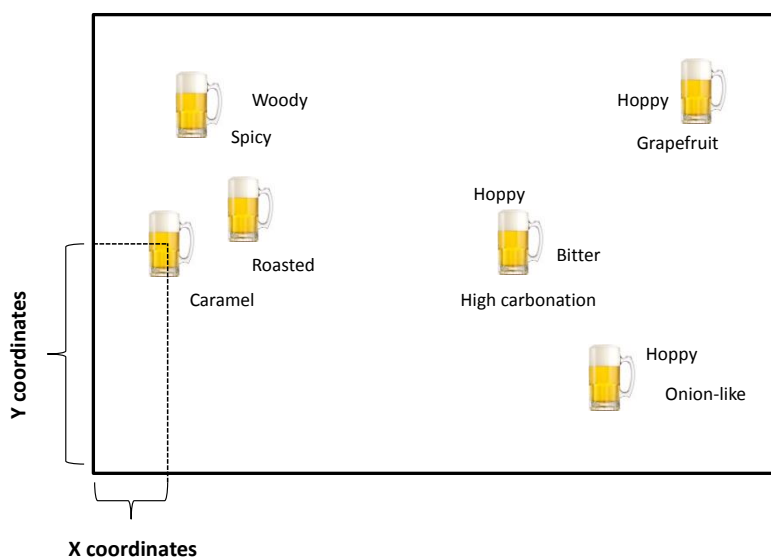 Woody
Spicy
Hoppy
Grapefruit
Roasted
Caramel
Hoppy
Bitter
High carbonation
Hoppy
Onion-like
Y coordinates
X coordinates